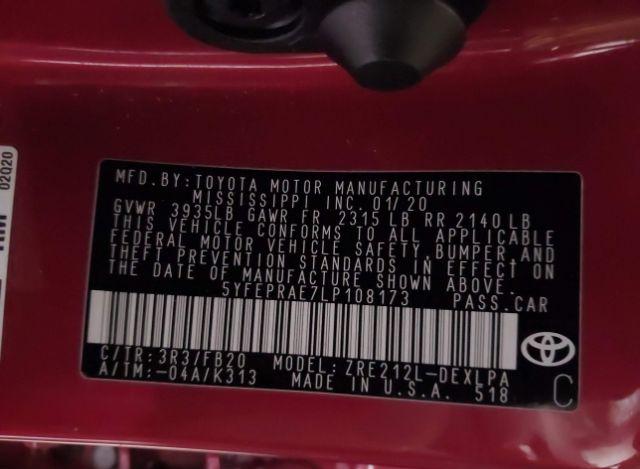 02Q20
MFD.BY:TOYOTA MOTOR MANUFACTURING
MISSISSIPPI INC. 01/20
GVWR 3935LB GAWR FR 2315 LB RR 2140 LB
THIS VEHICLE CONFORMS TO ALL APPLICABLE
FEDERAL MOTOR VEHICLE SAFETY,BUMPER,AND
THEFT PREVENTION STANDARDS IN EFFECT ON
THE DATE OF MANUFACTURE SHOWN ABOVE.
5YFEPRAE7LP108173 PASS.CAR
C/TR:3R3/FB20 MODEL:ZRE212L-DEXLPA
A/TM:-04A/K313 MADE IN U.S.A. 518
C